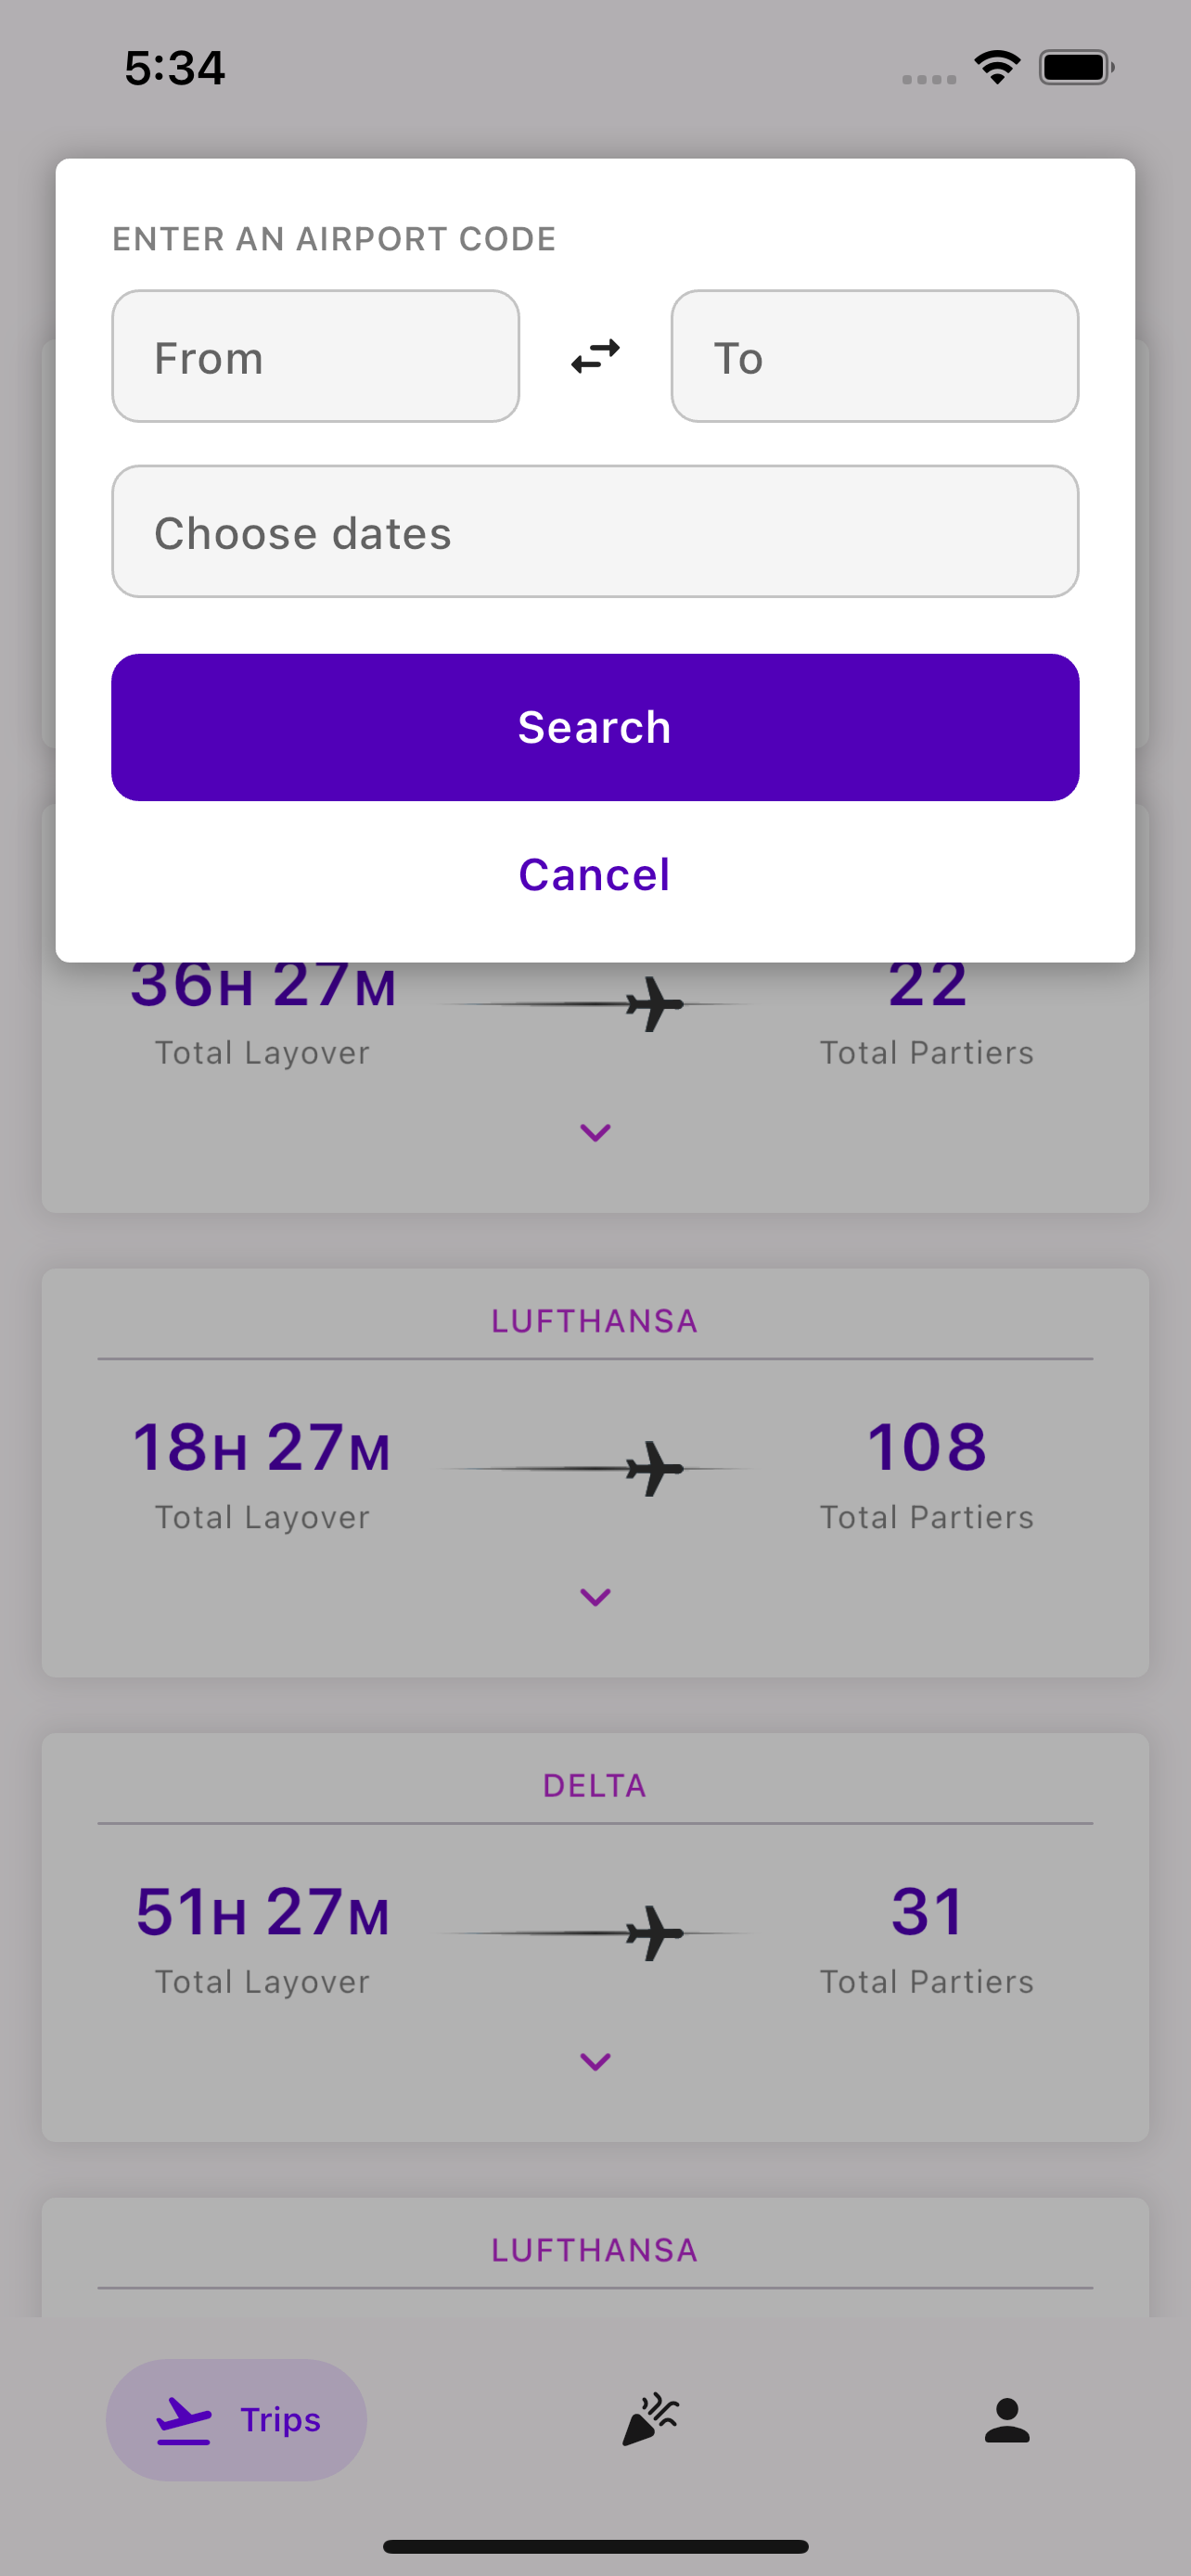 5:34
ENTER AN AIRPORT CODE
From To
Choose dates
Search
Cancel
36H 27M 22
Total Layover Total Partiers
LUFTHANSA
18H 27M 108
Total Layover Total Partiers
DELTA
51H 27M 31
Total Layover Total Partiers
LUFTHANSA
Trips